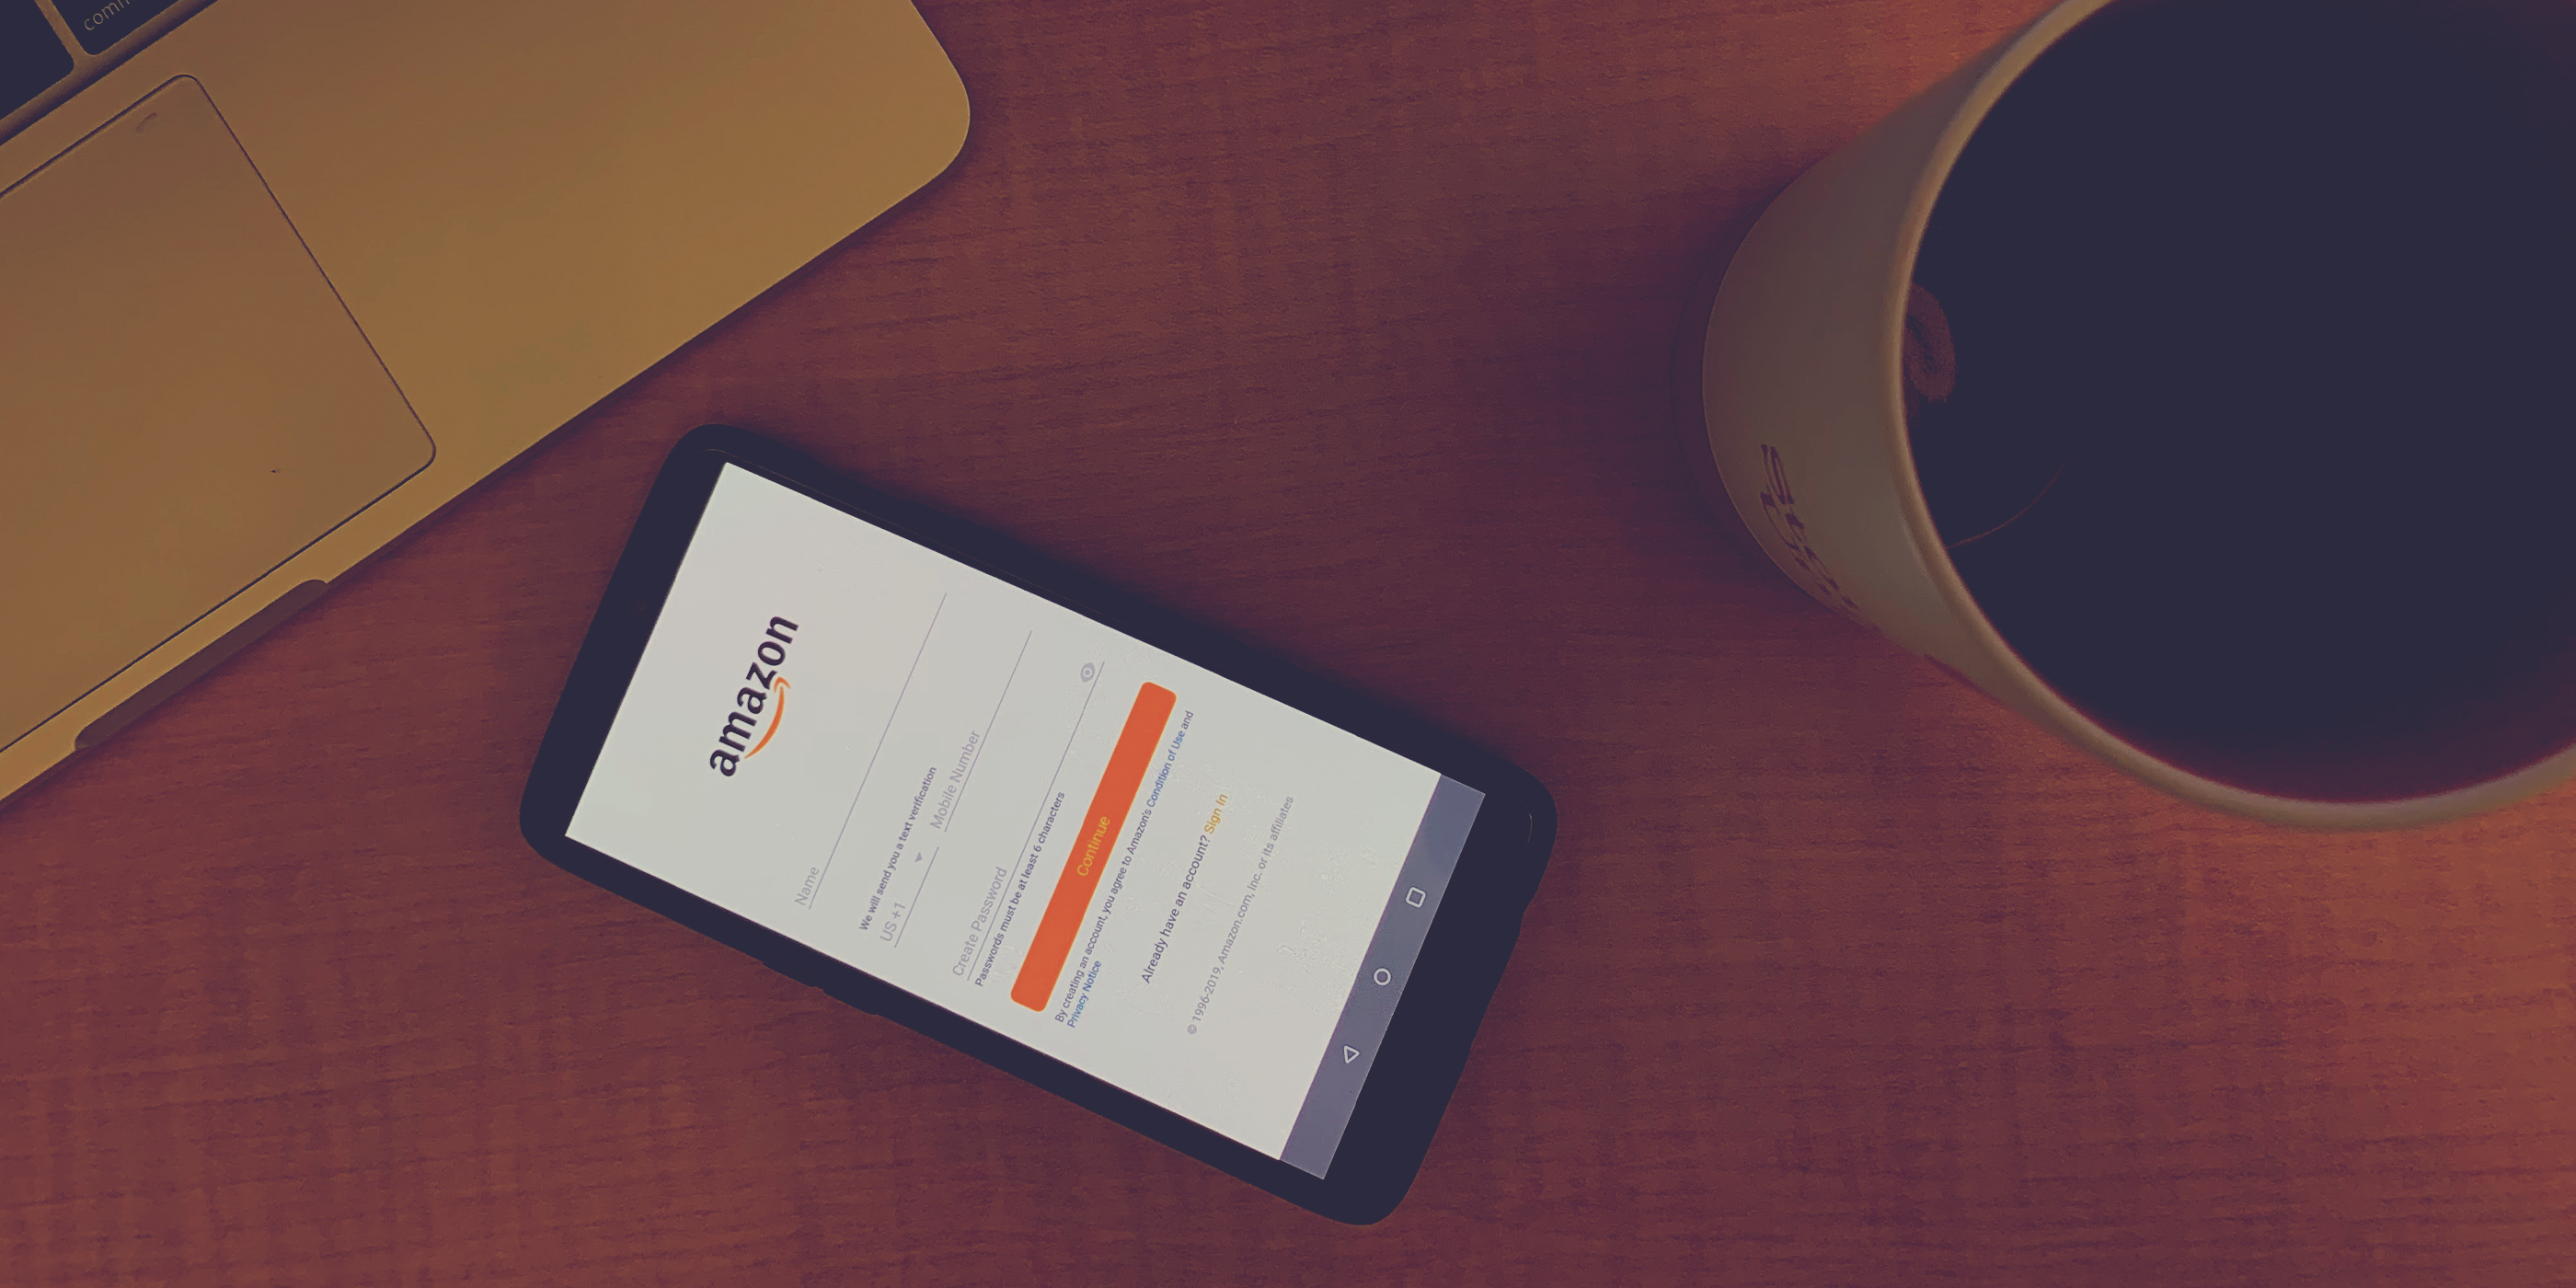 comm
amazon
Name
We will send you a text verification
US +1
Mobile Number
Create Password
Passwords must be at least 6 characters
Continue
By creating an account, you agree to Amazon's Condition of Use and
Privacy Notice
Already have an account? Sign In
© 1996-2019, Amazon.com, Inc. or its affiliates